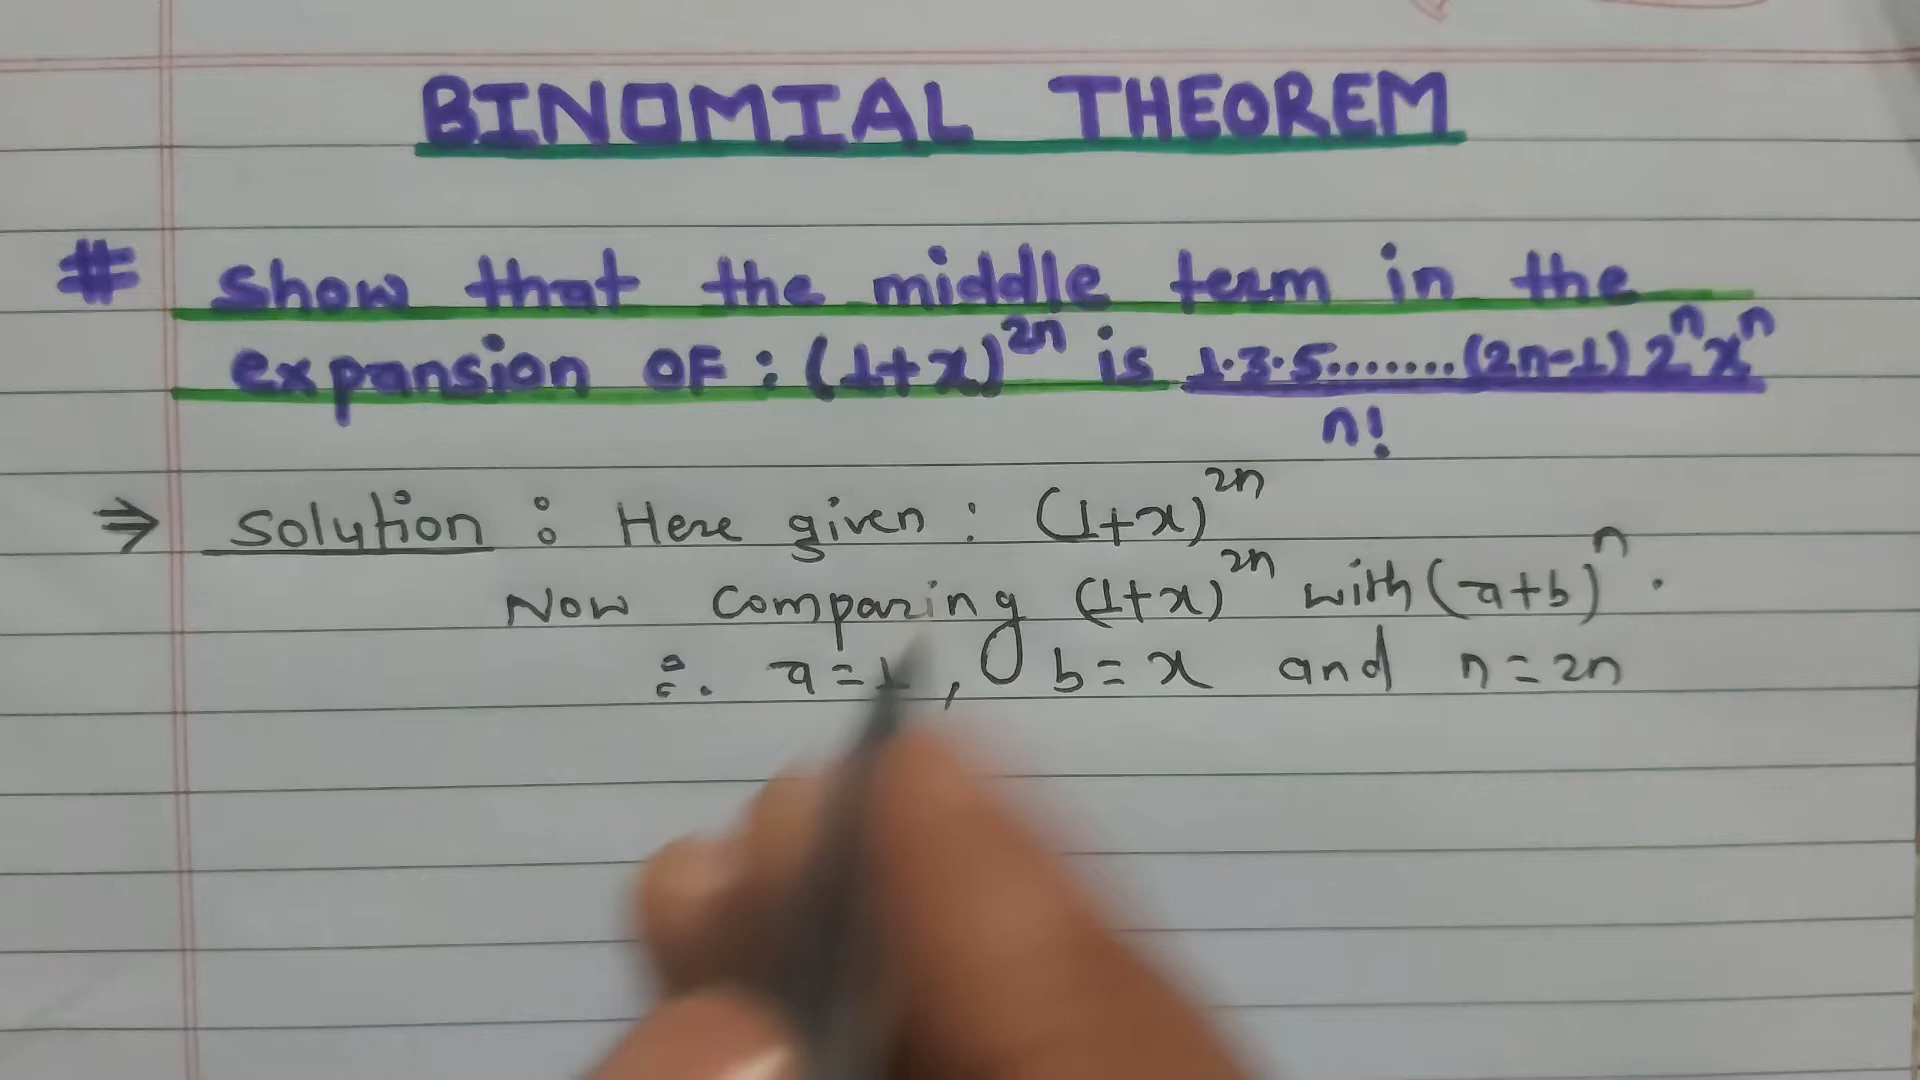 BINOMIAL THEOREM
# Show that the middle term in the
expansion OF : (1+x)^2n is 1.3.5.......(2n-1) 2^n x^n
n!
⇒ Solution : Here given : (1+x)^2n
Now comparing (1+x)^2n with (a+b)^n .
∴ a=1, b=x and n=2n